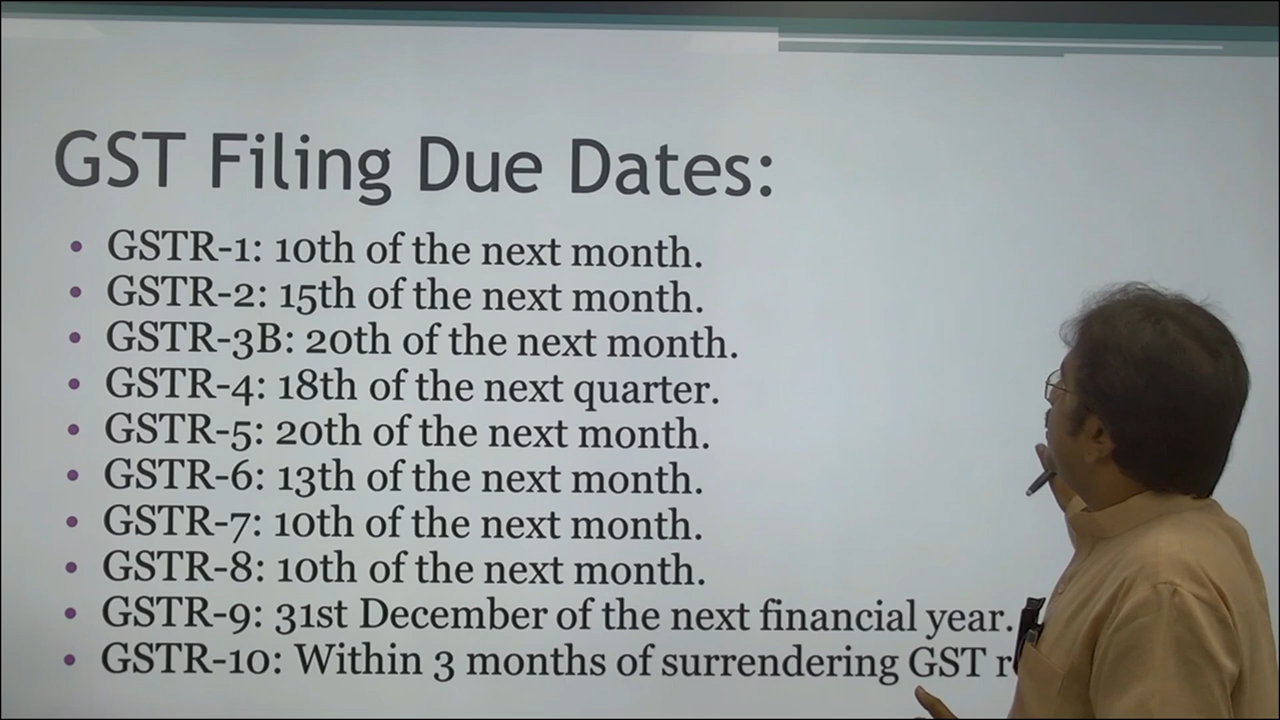 GST Filing Due Dates:
• GSTR-1: 10th of the next month.
• GSTR-2: 15th of the next month.
• GSTR-3B: 20th of the next month.
• GSTR-4: 18th of the next quarter.
• GSTR-5: 20th of the next month.
• GSTR-6: 13th of the next month.
• GSTR-7: 10th of the next month.
• GSTR-8: 10th of the next month.
• GSTR-9: 31st December of the next financial year.
• GSTR-10: Within 3 months of surrendering GST